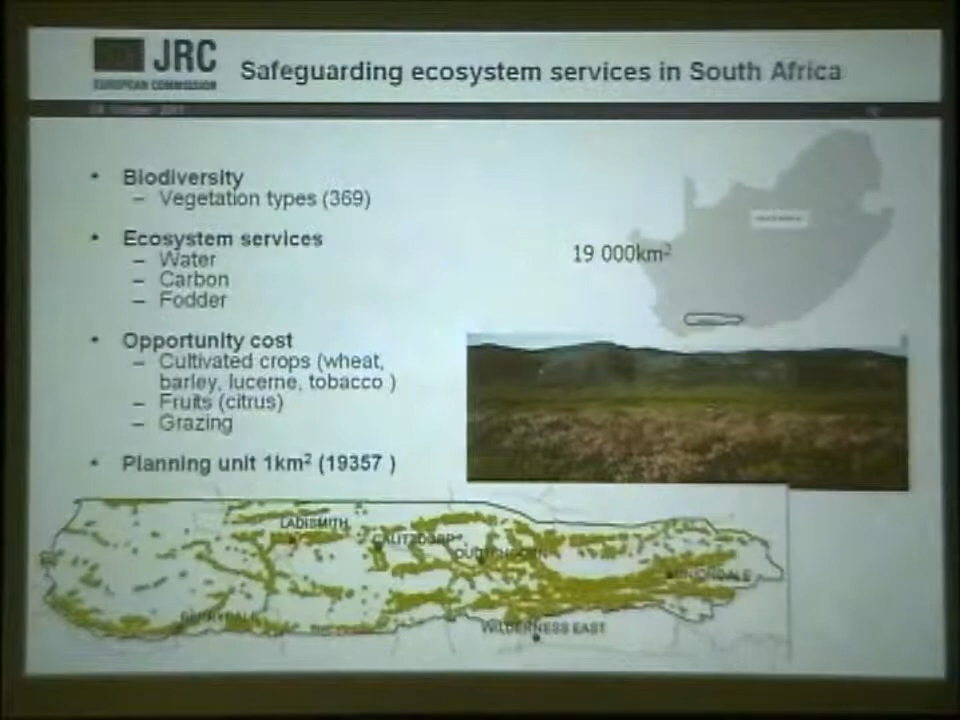 JRC
EUROPEAN COMMISSION
Safeguarding ecosystem services in South Africa
• Biodiversity
– Vegetation types (369)
• Ecosystem services
– Water
– Carbon
– Fodder
• Opportunity cost
– Cultivated crops (wheat,
barley, lucerne, tobacco )
– Fruits (citrus)
– Grazing
• Planning unit 1km² (19357 )
19 000km²
LADISMITH
CALITZDORP
WILDERNESS EAST